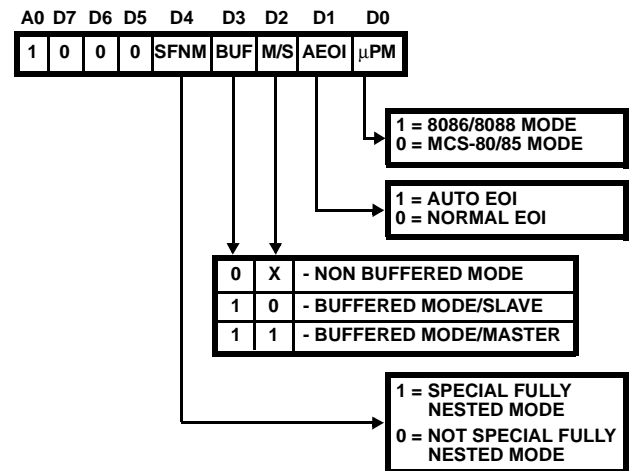 A0 D7 D6 D5 D4 D3 D2 D1 D0
1 0 0 0 SFNM BUF M/S AEOI µPM
1 = 8086/8088 MODE
0 = MCS-80/85 MODE
1 = AUTO EOI
0 = NORMAL EOI
0 X - NON BUFFERED MODE
1 0 - BUFFERED MODE/SLAVE
1 1 - BUFFERED MODE/MASTER
1 = SPECIAL FULLY
NESTED MODE
0 = NOT SPECIAL FULLY
NESTED MODE